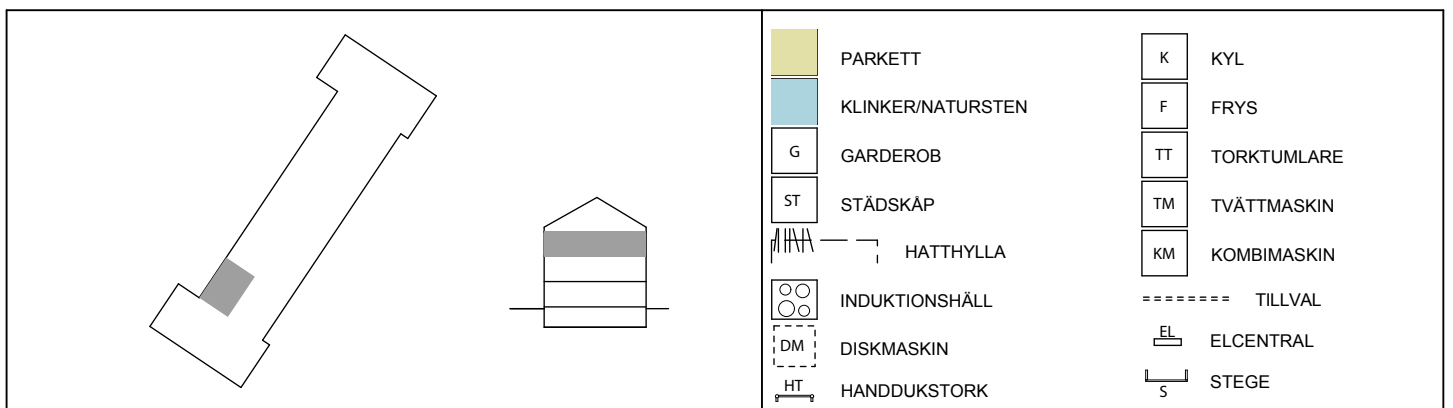 PARKETT
KLINKER/NATURSTEN
G GARDEROB
ST STÄDSKÅP
HATTHYLLA
INDUKTIONSHÄLL
DM DISKMASKIN
HT HANDDUKSTORK
K KYL
F FRYS
TT TORKTUMLARE
TM TVÄTTMASKIN
KM KOMBIMASKIN
TILLVAL
EL ELCENTRAL
S STEGE